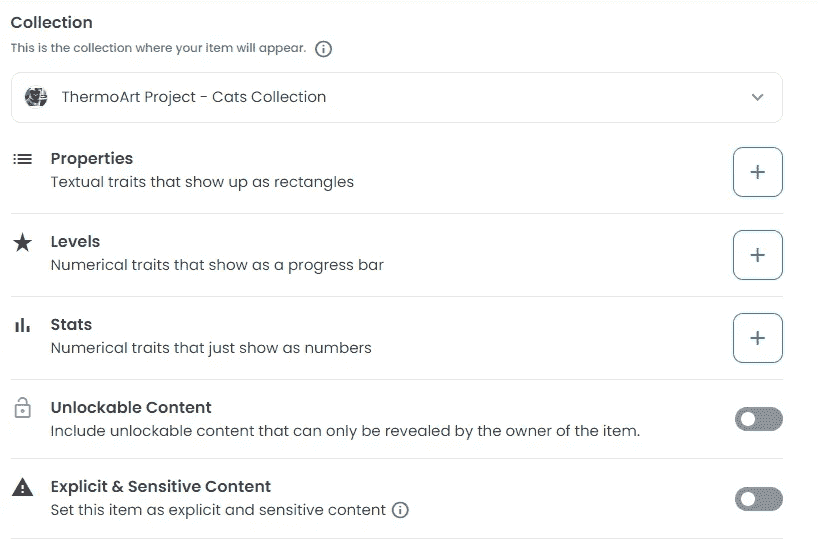 Collection
This is the collection where your item will appear.
ThermoArt Project - Cats Collection
Properties
Textual traits that show up as rectangles
Levels
Numerical traits that show as a progress bar
Stats
Numerical traits that just show as numbers
Unlockable Content
Include unlockable content that can only be revealed by the owner of the item.
Explicit & Sensitive Content
Set this item as explicit and sensitive content